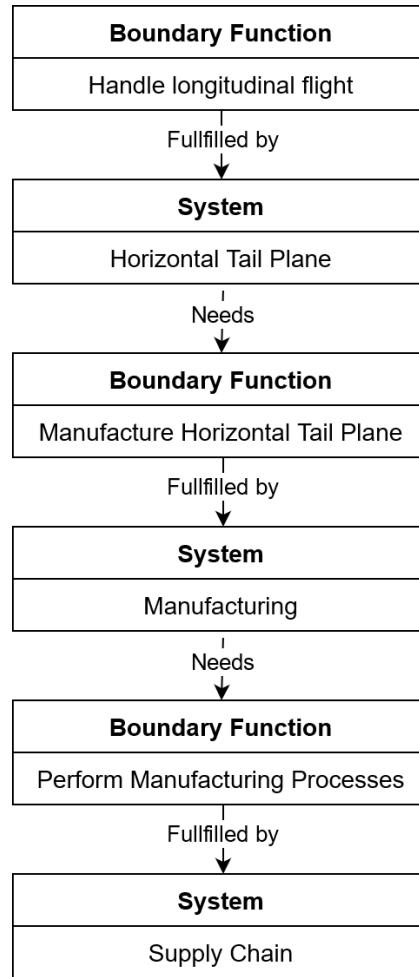 Boundary Function
Handle longitudinal flight
Fullfilled by
System
Horizontal Tail Plane
Needs
Boundary Function
Manufacture Horizontal Tail Plane
Fullfilled by
System
Manufacturing
Needs
Boundary Function
Perform Manufacturing Processes
Fullfilled by
System
Supply Chain